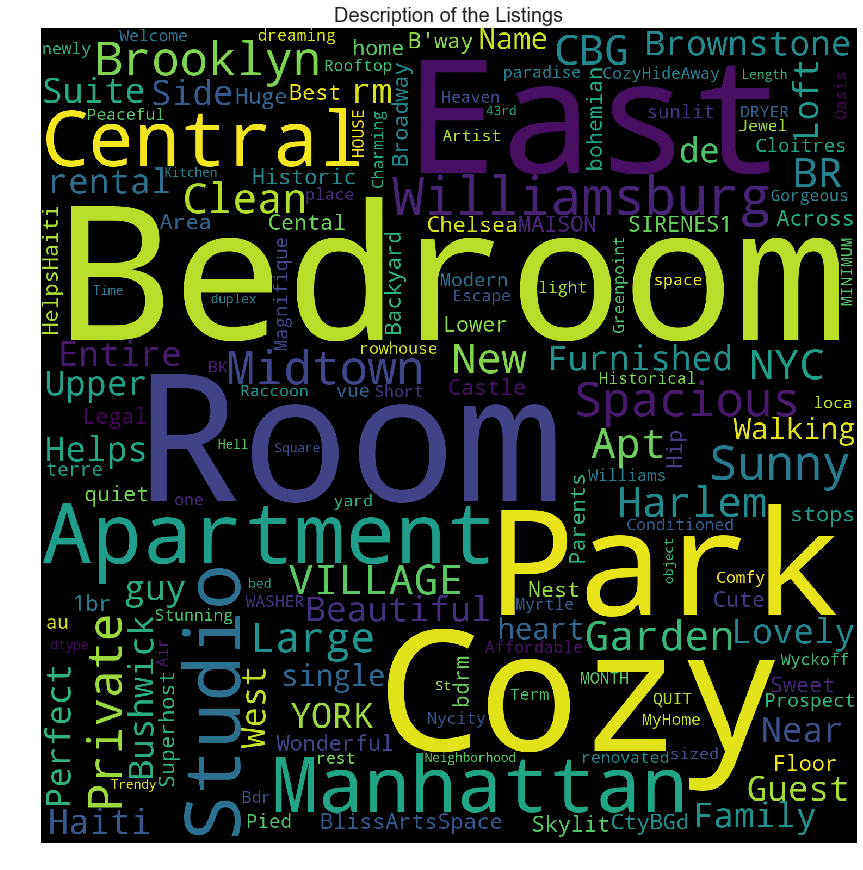 Description of the Listings
newly
Welcome
dreaming
home
B'way
Name
CBG
Brownstone
Brooklyn
Rooftop
East
paradise
CozyHideAway
Length
Loft
Oasis
Suite
Side
Huge
Best
rm
Broadway
Heaven
43rd
bohemian
sunlit
DRYER
Peaceful
HOUSE
Charming
Artist
Jewel
Central
de
Cloitres
rental
Kitchen
Historic
place
Clean
Williamsburg
BR
Gorgeous
HelpsHaiti
Area
Cental
Chelsea
MAISON
SIRENES1
Across
Bedroom
Time
duplex
Magnifique
Backyard
Modern
Escape
light
Greenpoint
space
MINIMUM
Lower
Entire
BK
Midtown
rowhouse
New
Furnished
NYC
Upper
Raccoon
vue
Short
Castle
Historical
Spacious
loca
Legal
Room
Hell
Square
Helps
Apt
Hip
Walking
terre
Williams
Sunny
quiet
one
yard
Parents
Harlem
stops
Apartment
Conditioned
Park
object
Comfy
Studio
bed
VILLAGE
1br
guy
Stunning
WASHER
Beautiful
Nest
Myrtle
Cute
au
dtype
Private
Bushwick
Air
Large
heart
Affordable
Garden
Lovely
Wyckoff
Perfect
Superhost
West
single
Cozy
St
bdrm
Term
MONTH
QUIT
Sweet
Prospect
YORK
Nycity
MyHome
Near
Wonderful
rest
Neighborhood
renovated
sized
Floor
Trendy
Bdr
Manhattan
Guest
Haiti
Pied
BlissArtsSpace
Skylit
CtyBGd
Family